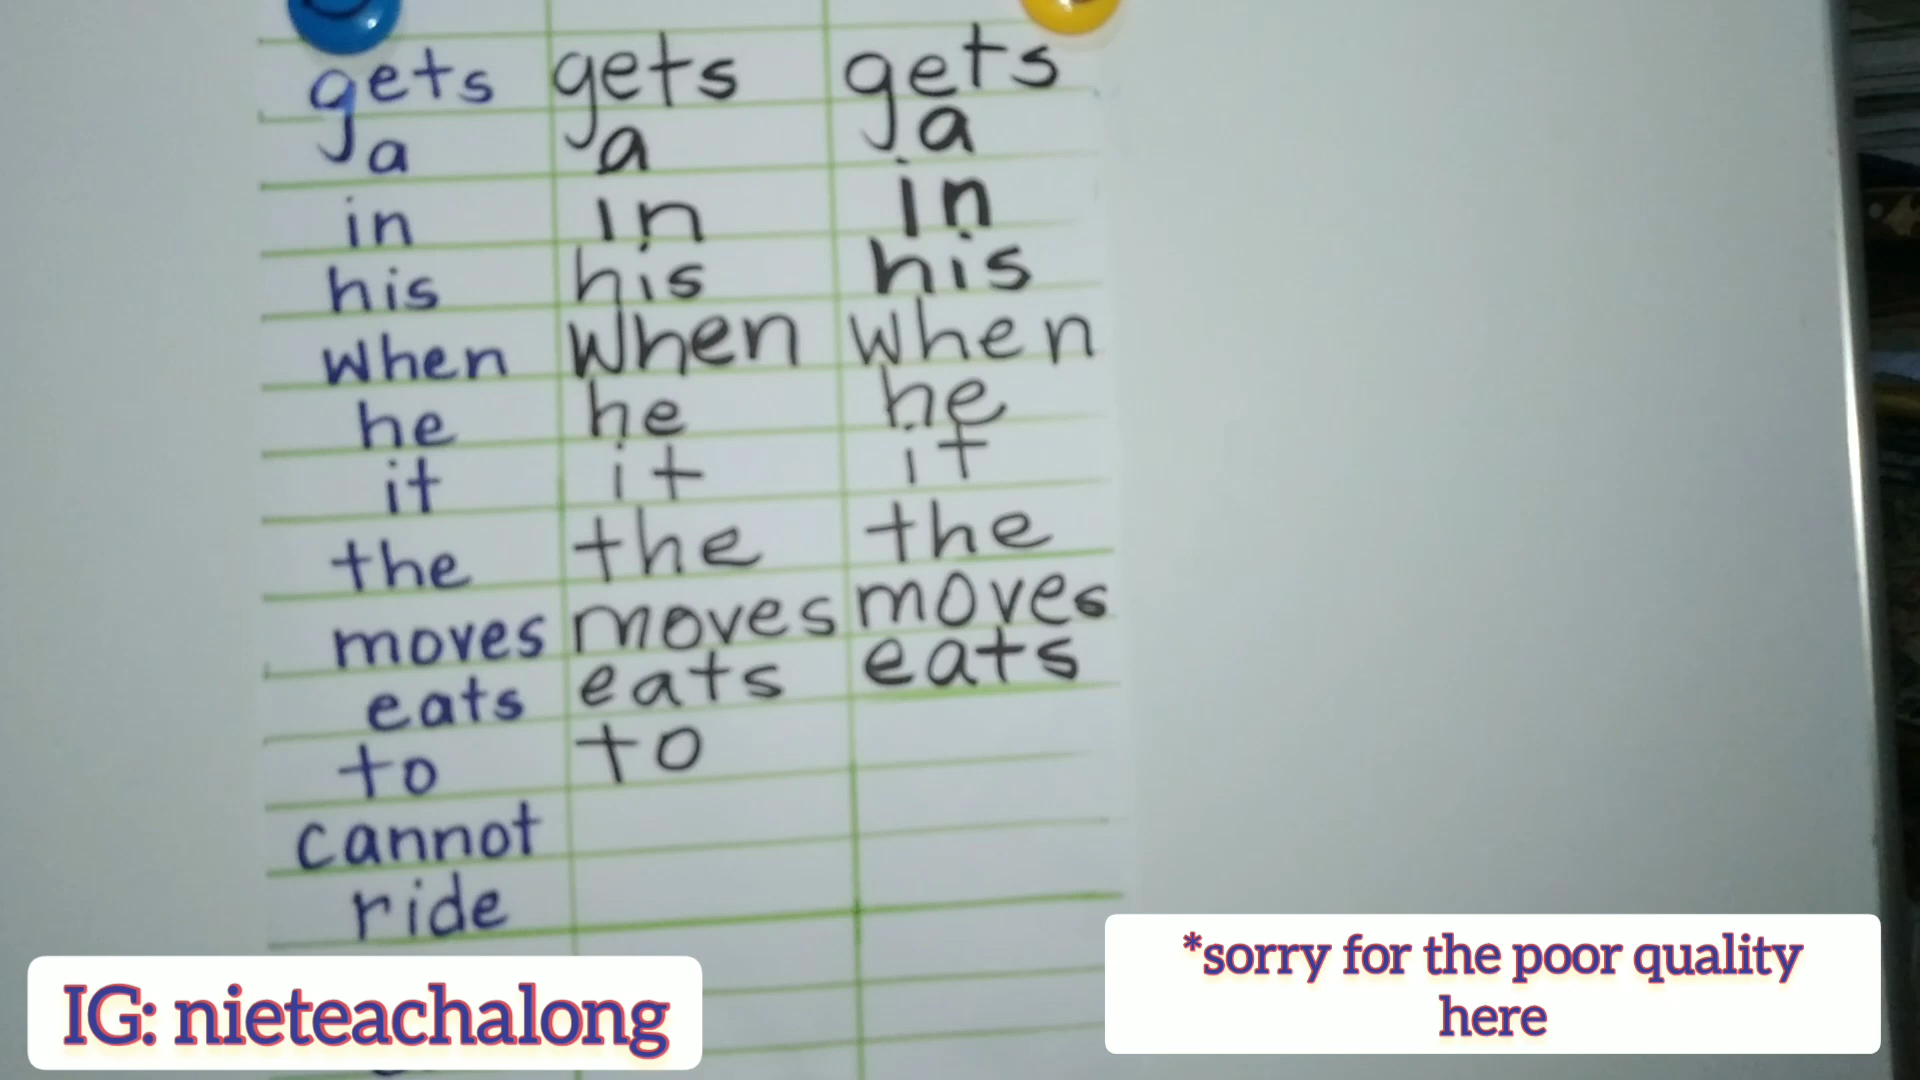 gets gets gets
a a a
in in in
his his his
when when when
he he he
it it it
the the the
moves moves moves
eats eats eats
to to
cannot
ride
IG: nieteachalong
*sorry for the poor quality
here